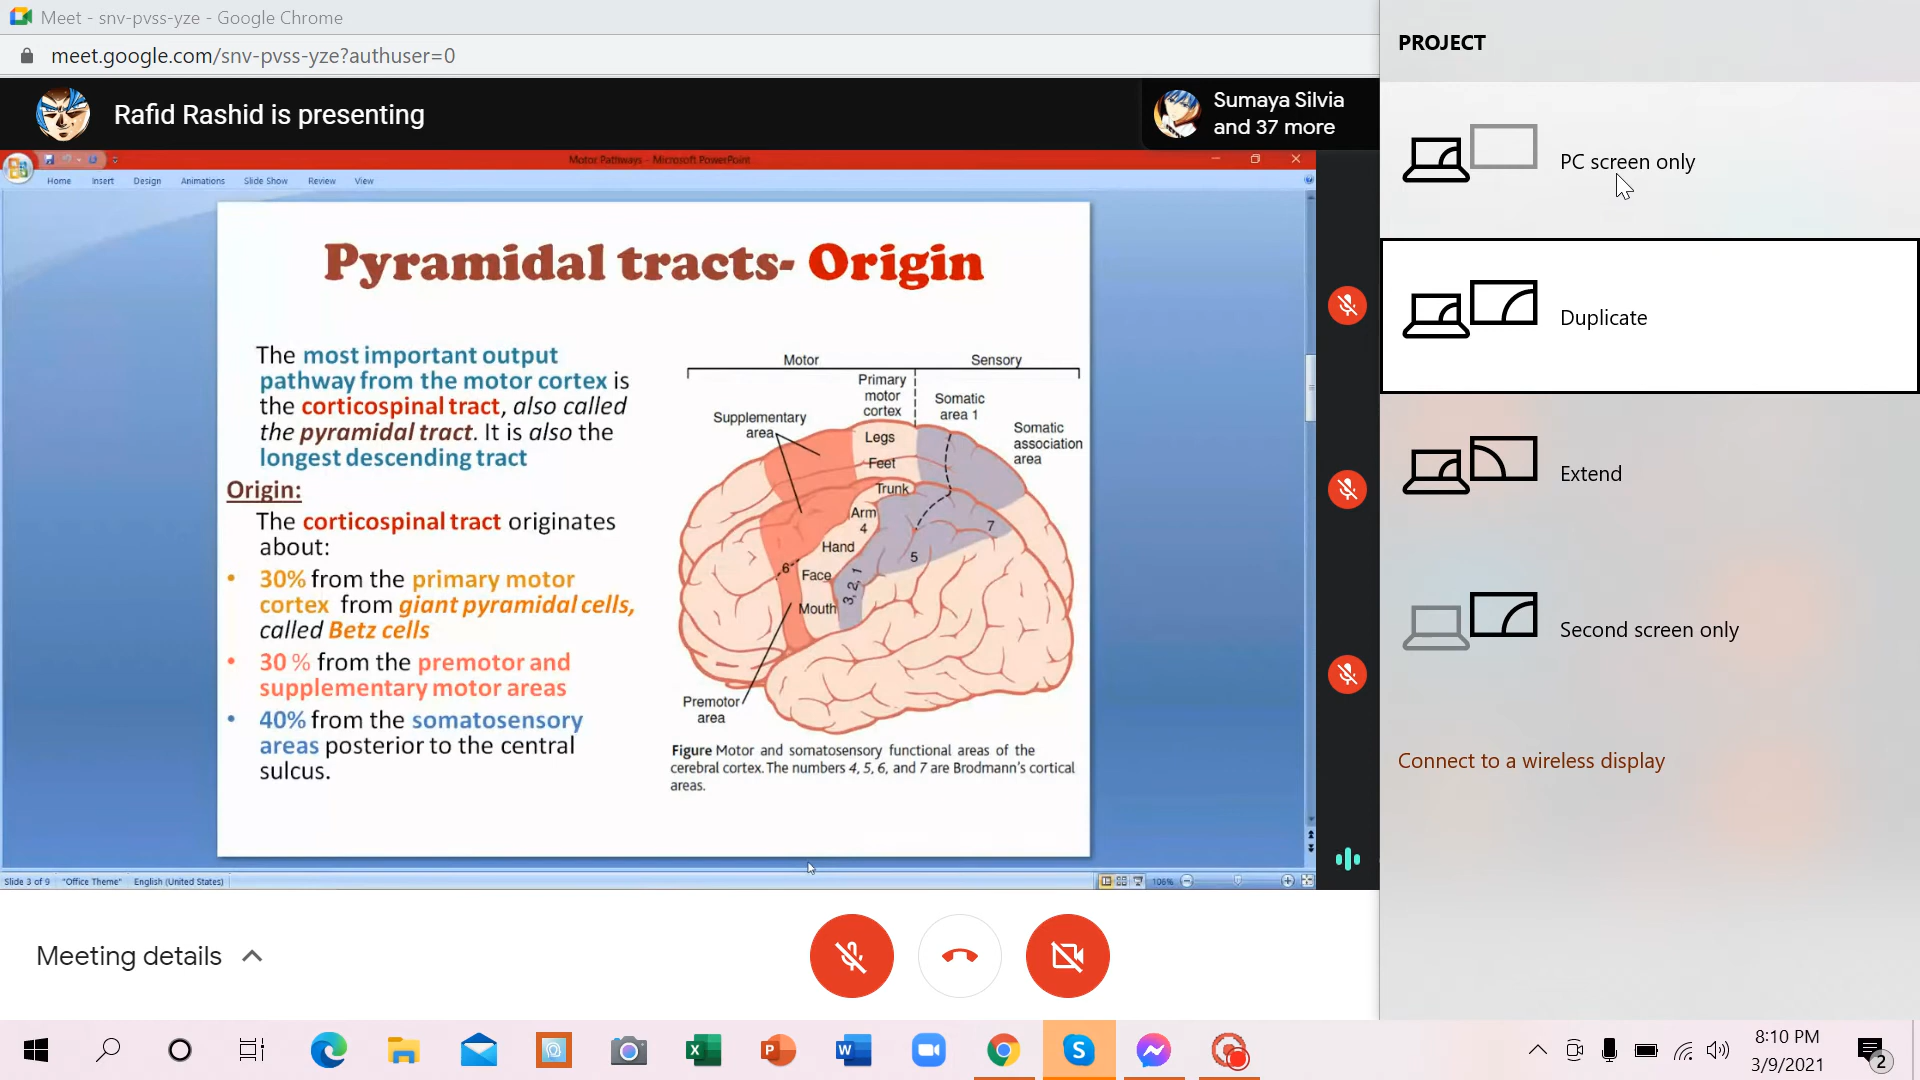 Meet - snv-pvss-yze - Google Chrome
meet.google.com/snv-pvss-yze?authuser=0
Rafid Rashid is presenting
Sumaya Silvia
and 37 more
Motor Pathways - Microsoft PowerPoint
Home Insert Design Animations Slide Show Review View
Pyramidal tracts- Origin
The most important output
pathway from the motor cortex is
the corticospinal tract, also called
the pyramidal tract. It is also the
longest descending tract
Origin:
The corticospinal tract originates
about:
• 30% from the primary motor
cortex from giant pyramidal cells,
called Betz cells
• 30 % from the premotor and
supplementary motor areas
• 40% from the somatosensory
areas posterior to the central
sulcus.
Motor
Sensory
Primary
motor
cortex
Somatic
area 1
Supplementary
area
Somatic
association
area
Legs
Feet
Trunk
Arm
4
Hand
Face
Mouth
6
3, 2, 1
5
7
Premotor
area
Figure Motor and somatosensory functional areas of the
cerebral cortex. The numbers 4, 5, 6, and 7 are Brodmann's cortical
areas.
Slide 3 of 9 "Office Theme" English (United States)
106%
Meeting details
PROJECT
PC screen only
Duplicate
Extend
Second screen only
Connect to a wireless display
8:10 PM
3/9/2021
2